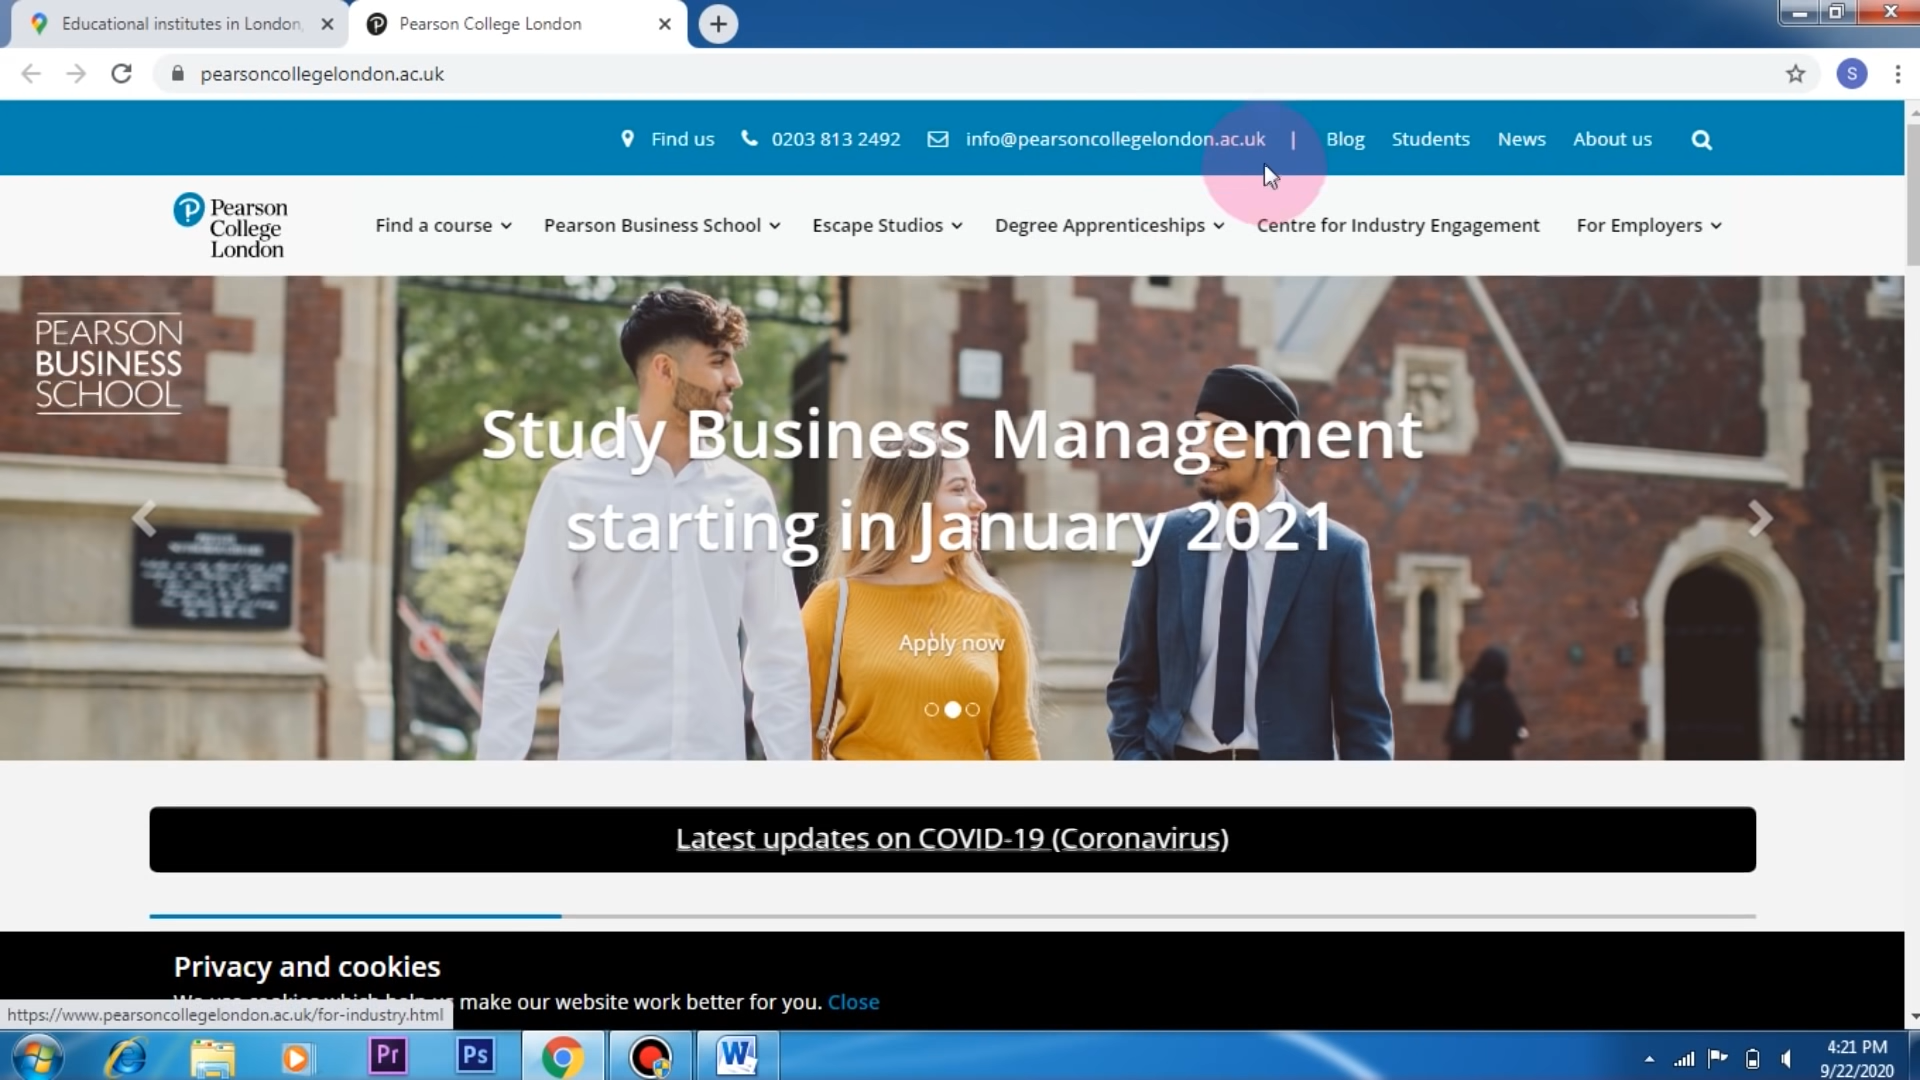 Educational institutes in London,
Pearson College London
S
pearsoncollegelondon.ac.uk
Find us 0203 813 2492 info@pearsoncollegelondon.ac.uk | Blog Students News About us
Pearson
College
London
Find a course Pearson Business School Escape Studios Degree Apprenticeships Centre for Industry Engagement For Employers
PEARSON
BUSINESS
SCHOOL
Study Business Management
starting in January 2021
Apply now
Latest updates on COVID-19 (Coronavirus)
Privacy and cookies
make our website work better for you. Close
https://www.pearsoncollegelondon.ac.uk/for-industry.html
Pr
Ps
W
4:21 PM
9/22/2020